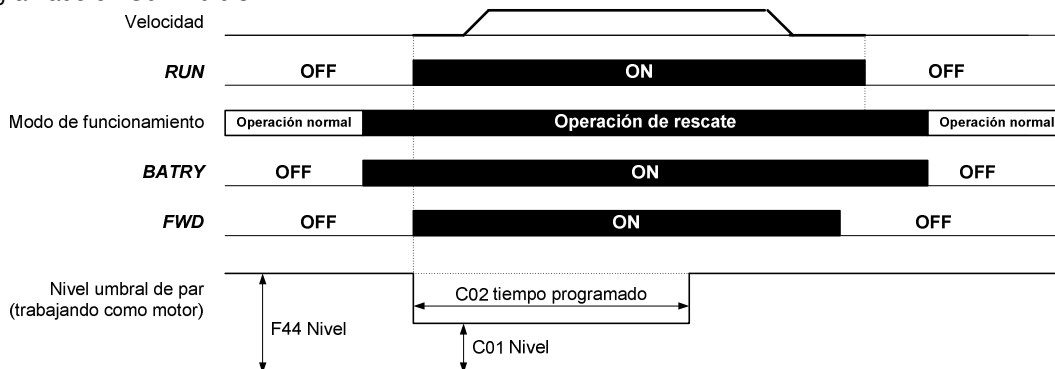 Velocidad
RUN OFF ON OFF
Modo de funcionamiento Operación normal Operación de rescate Operación normal
BATRY OFF ON OFF
FWD OFF ON OFF
Nivel umbral de par
(trabajando como motor)
C02 tiempo programado
F44 Nivel
C01 Nivel